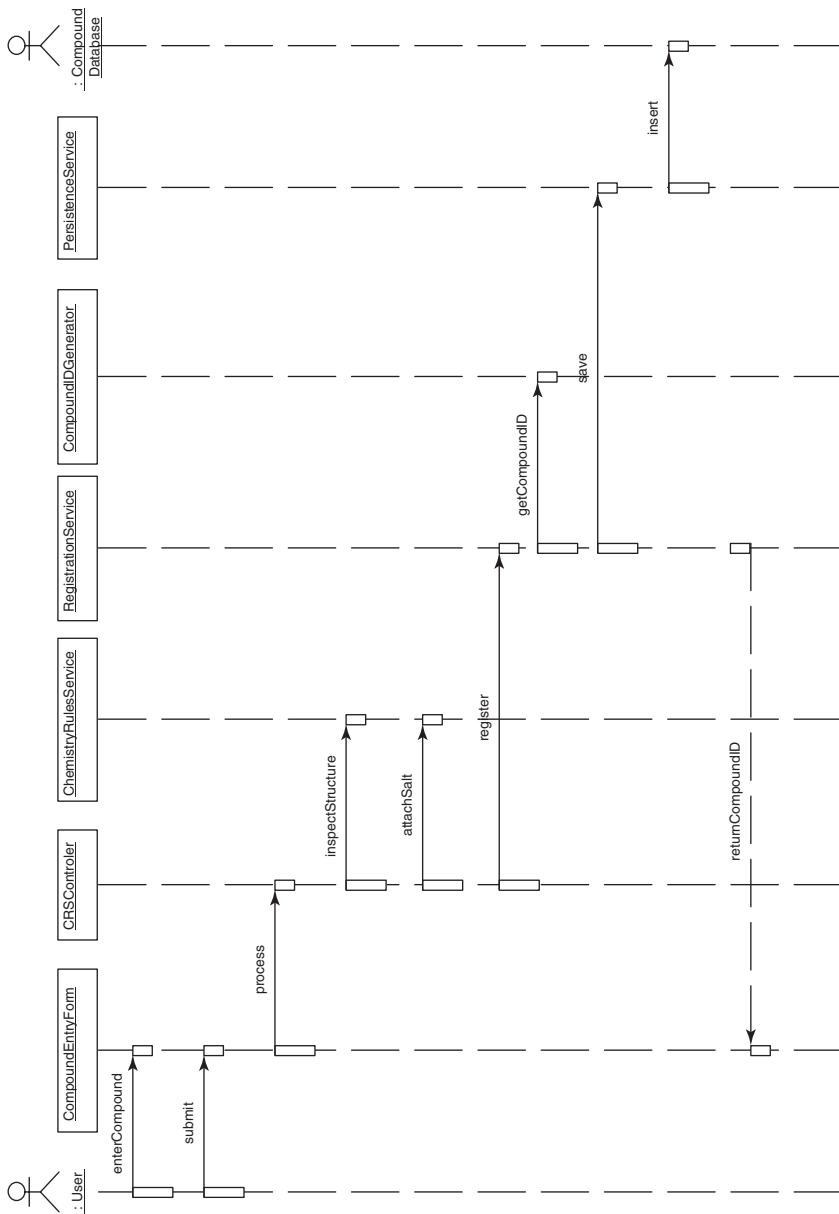 : User
CompoundEntryForm
CRSControler
ChemistryRulesService
RegistrationService
CompoundIDGenerator
PersistenceService
: Compound
Database
enterCompound
submit
process
inspectStructure
attachSalt
register
getCompoundID
save
insert
returnCompoundID